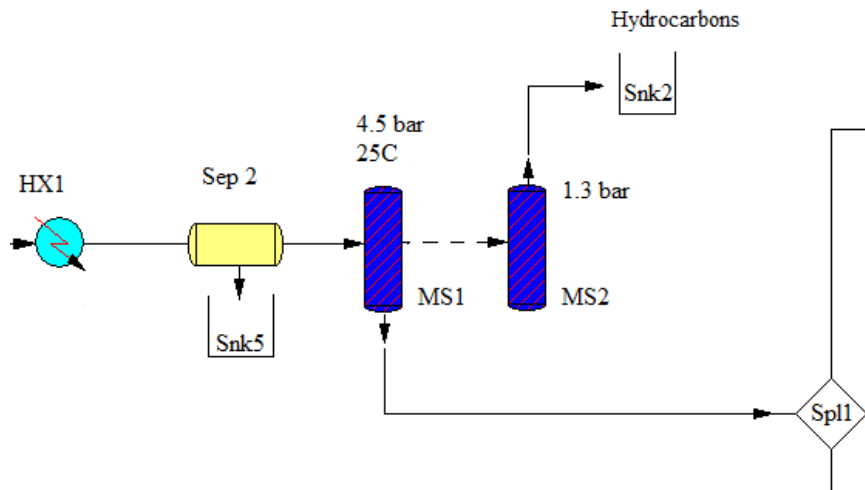 Hydrocarbons
Snk2
4.5 bar
25C
Sep 2
HX1
1.3 bar
MS1
MS2
Snk5
Spl1